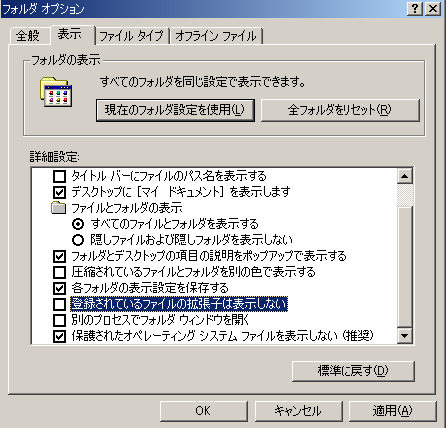 フォルダ オプション
全般
表示
ファイル タイプ
オフライン ファイル
フォルダの表示
すべてのフォルダを同じ設定で表示できます。
現在のフォルダ設定を使用(L)
全フォルダをリセット(R)
詳細設定:
タイトル バーにファイルのパス名を表示する
デスクトップに [マイ ドキュメント] を表示します
ファイルとフォルダの表示
すべてのファイルとフォルダを表示する
隠しファイルおよび隠しフォルダを表示しない
フォルダとデスクトップの項目の説明をポップアップで表示する
圧縮されているファイルとフォルダを別の色で表示する
各フォルダの表示設定を保存する
登録されているファイルの拡張子は表示しない
別のプロセスでフォルダ ウィンドウを開く
保護されたオペレーティング システム ファイルを表示しない (推奨)
標準に戻す(D)
OK
キャンセル
適用(A)